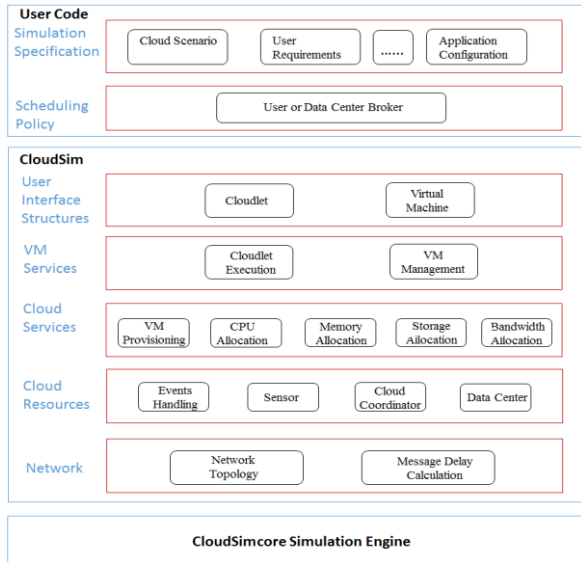 User Code
Simulation
Specification
Cloud Scenario
User
Requirements
......
Application
Configuration
Scheduling
Policy
User or Data Center Broker
CloudSim
User
Interface
Structures
Cloudlet
Virtual
Machine
VM
Services
Cloudlet
Execution
VM
Management
Cloud
Services
VM
Provisioning
CPU
Allocation
Memory
Allocation
Storage
Ailocation
Bandwidth
Allocation
Cloud
Resources
Events
Handling
Sensor
Cloud
Coordinator
Data Center
Network
Network
Topology
Message Delay
Calculation
CloudSimcore Simulation Engine